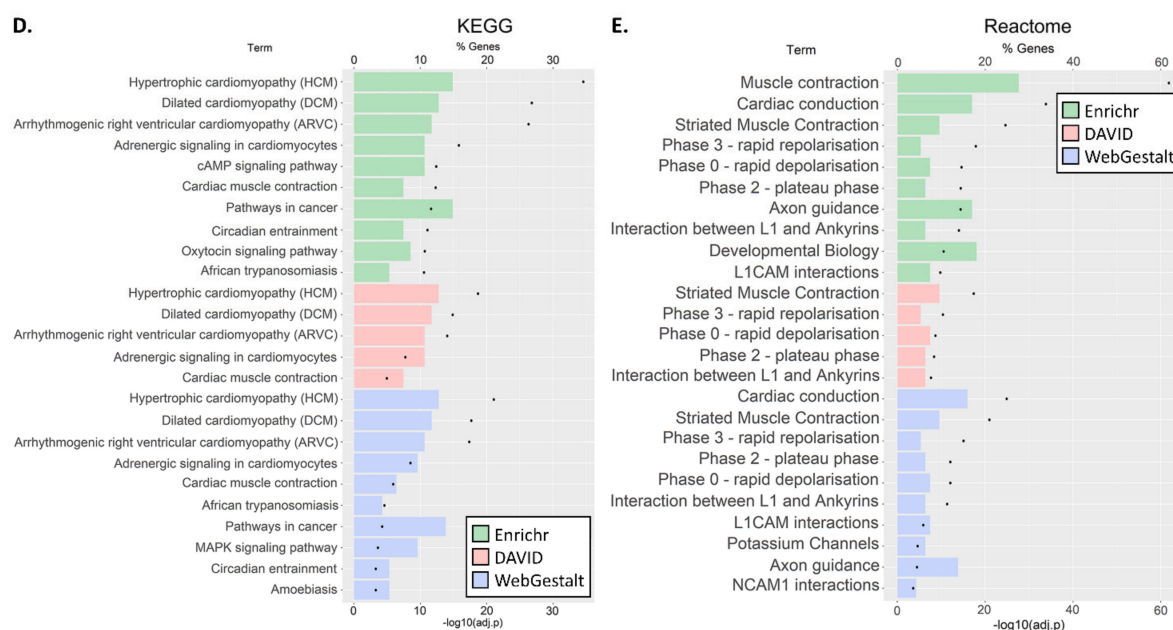 D.
KEGG
Term
% Genes
0 10 20 30
Hypertrophic cardiomyopathy (HCM)
Dilated cardiomyopathy (DCM)
Arrhythmogenic right ventricular cardiomyopathy (ARVC)
Adrenergic signaling in cardiomyocytes
cAMP signaling pathway
Cardiac muscle contraction
Pathways in cancer
Circadian entrainment
Oxytocin signaling pathway
African trypanosomiasis
Hypertrophic cardiomyopathy (HCM)
Dilated cardiomyopathy (DCM)
Arrhythmogenic right ventricular cardiomyopathy (ARVC)
Adrenergic signaling in cardiomyocytes
Cardiac muscle contraction
Hypertrophic cardiomyopathy (HCM)
Dilated cardiomyopathy (DCM)
Arrhythmogenic right ventricular cardiomyopathy (ARVC)
Adrenergic signaling in cardiomyocytes
Cardiac muscle contraction
African trypanosomiasis
Pathways in cancer
MAPK signaling pathway
Circadian entrainment
Amoebiasis
Enrichr
DAVID
WebGestalt
0 10 20 30
-log10(adj.p)
E.
Reactome
Term
% Genes
0 20 40 60
Muscle contraction
Cardiac conduction
Striated Muscle Contraction
Phase 3 - rapid repolarisation
Phase 0 - rapid depolarisation
Phase 2 - plateau phase
Axon guidance
Interaction between L1 and Ankyrins
Developmental Biology
L1CAM interactions
Striated Muscle Contraction
Phase 3 - rapid repolarisation
Phase 0 - rapid depolarisation
Phase 2 - plateau phase
Interaction between L1 and Ankyrins
Cardiac conduction
Striated Muscle Contraction
Phase 3 - rapid repolarisation
Phase 2 - plateau phase
Phase 0 - rapid depolarisation
Interaction between L1 and Ankyrins
L1CAM interactions
Potassium Channels
Axon guidance
NCAM1 interactions
Enrichr
DAVID
WebGestalt
0 20 40 60
-log10(adj.p)